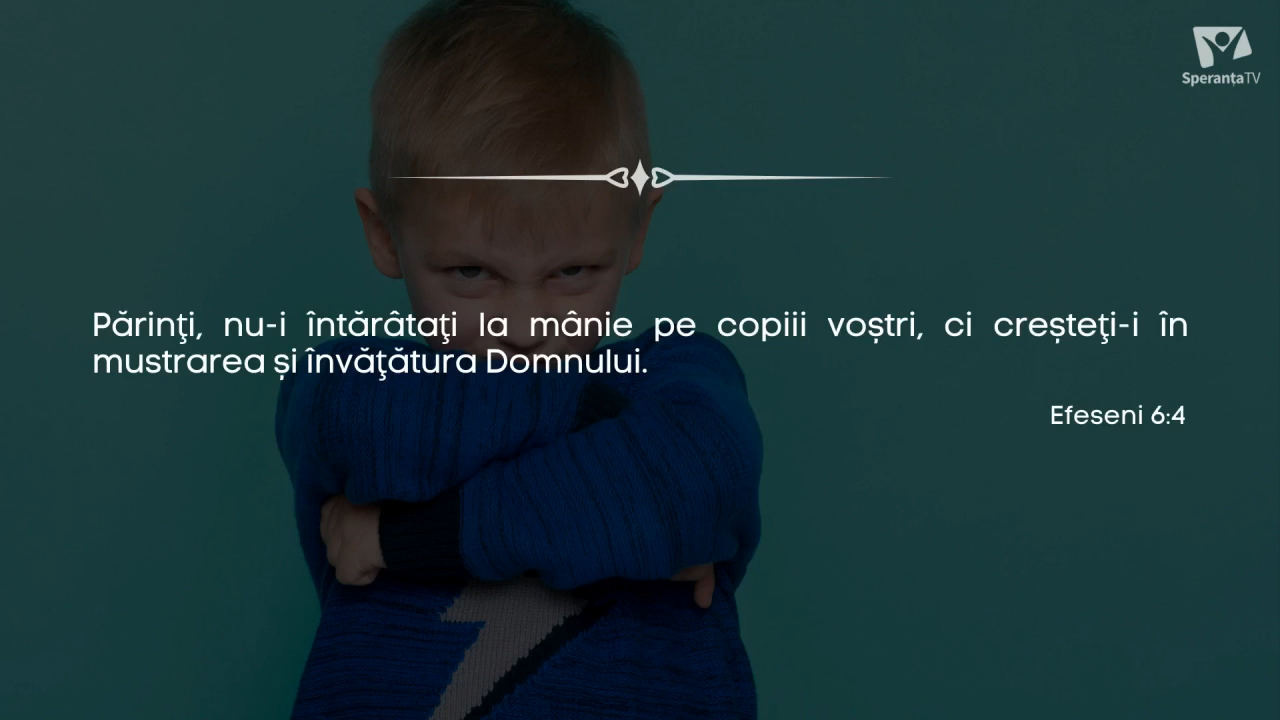 SperanțaTV
Părinţi, nu-i întărâtaţi la mânie pe copiii voștri, ci creșteţi-i în
mustrarea și învăţătura Domnului.
Efeseni 6:4